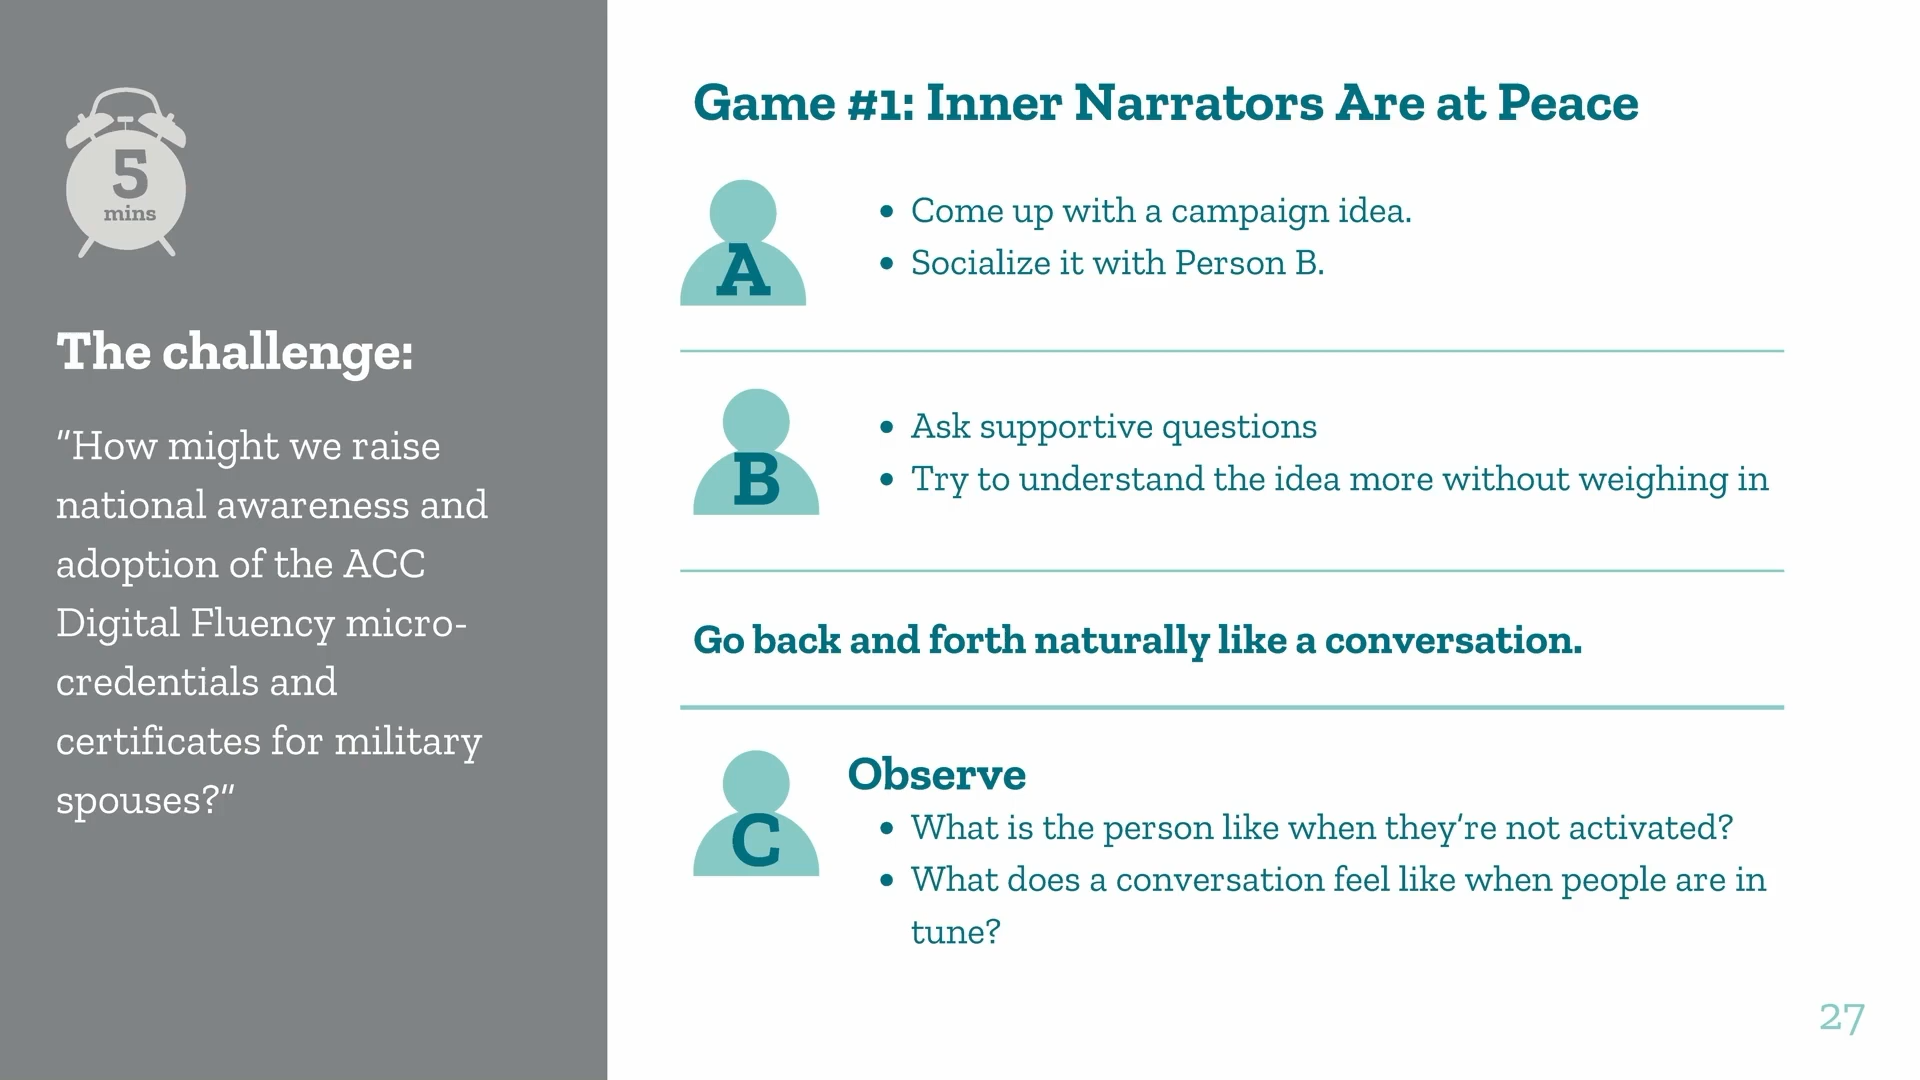 5
mins
The challenge:
"How might we raise
national awareness and
adoption of the ACC
Digital Fluency micro-
credentials and
certificates for military
spouses?"
Game #1: Inner Narrators Are at Peace
A
• Come up with a campaign idea.
• Socialize it with Person B.
B
• Ask supportive questions
• Try to understand the idea more without weighing in
Go back and forth naturally like a conversation.
C
Observe
• What is the person like when they're not activated?
• What does a conversation feel like when people are in
tune?
27